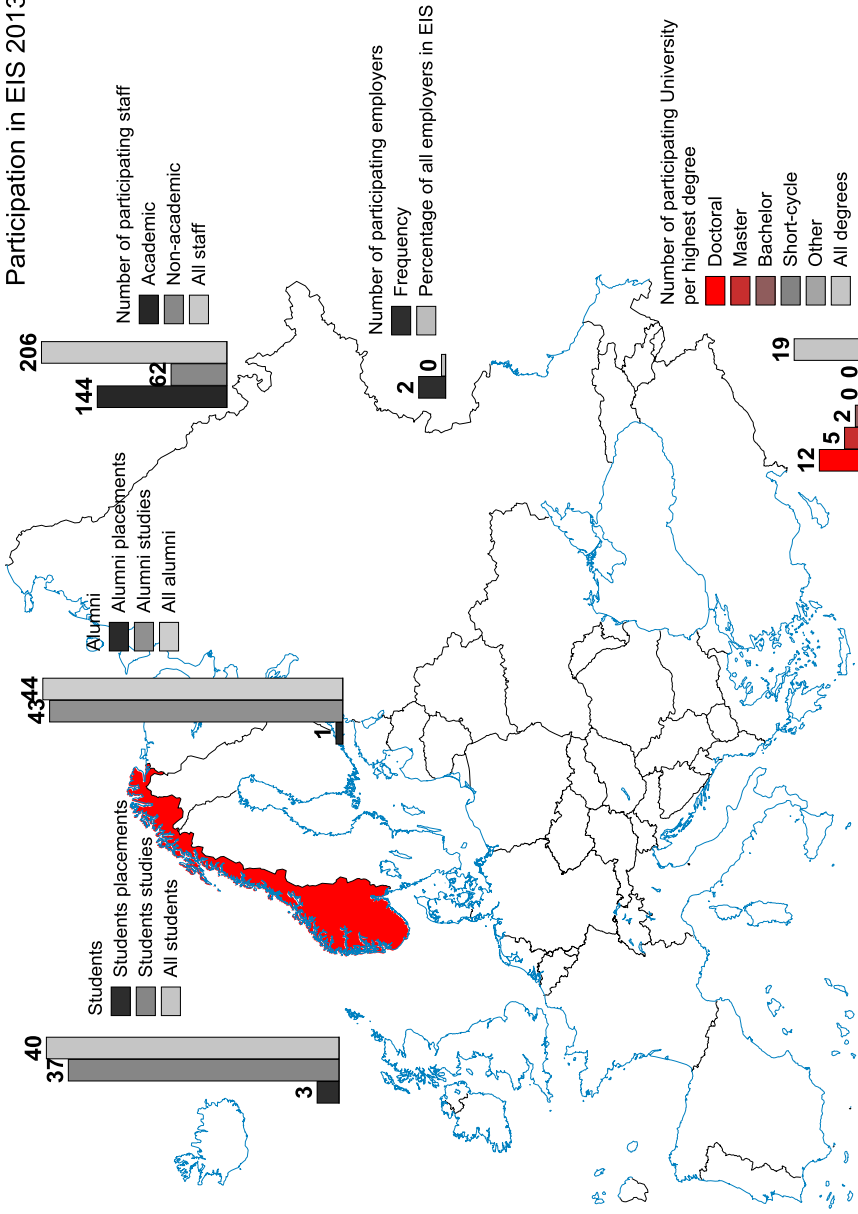 Participation in EIS 2013
Students
Students placements
Students studies
All students
3
37
40
Alumni
Alumni placements
Alumni studies
All alumni
1
43
44
Number of participating staff
Academic
Non-academic
All staff
144
62
206
Number of participating employers
Frequency
Percentage of all employers in EIS
2
0
Number of participating University
per highest degree
Doctoral
Master
Bachelor
Short-cycle
Other
All degrees
12
5
2
0
0
19